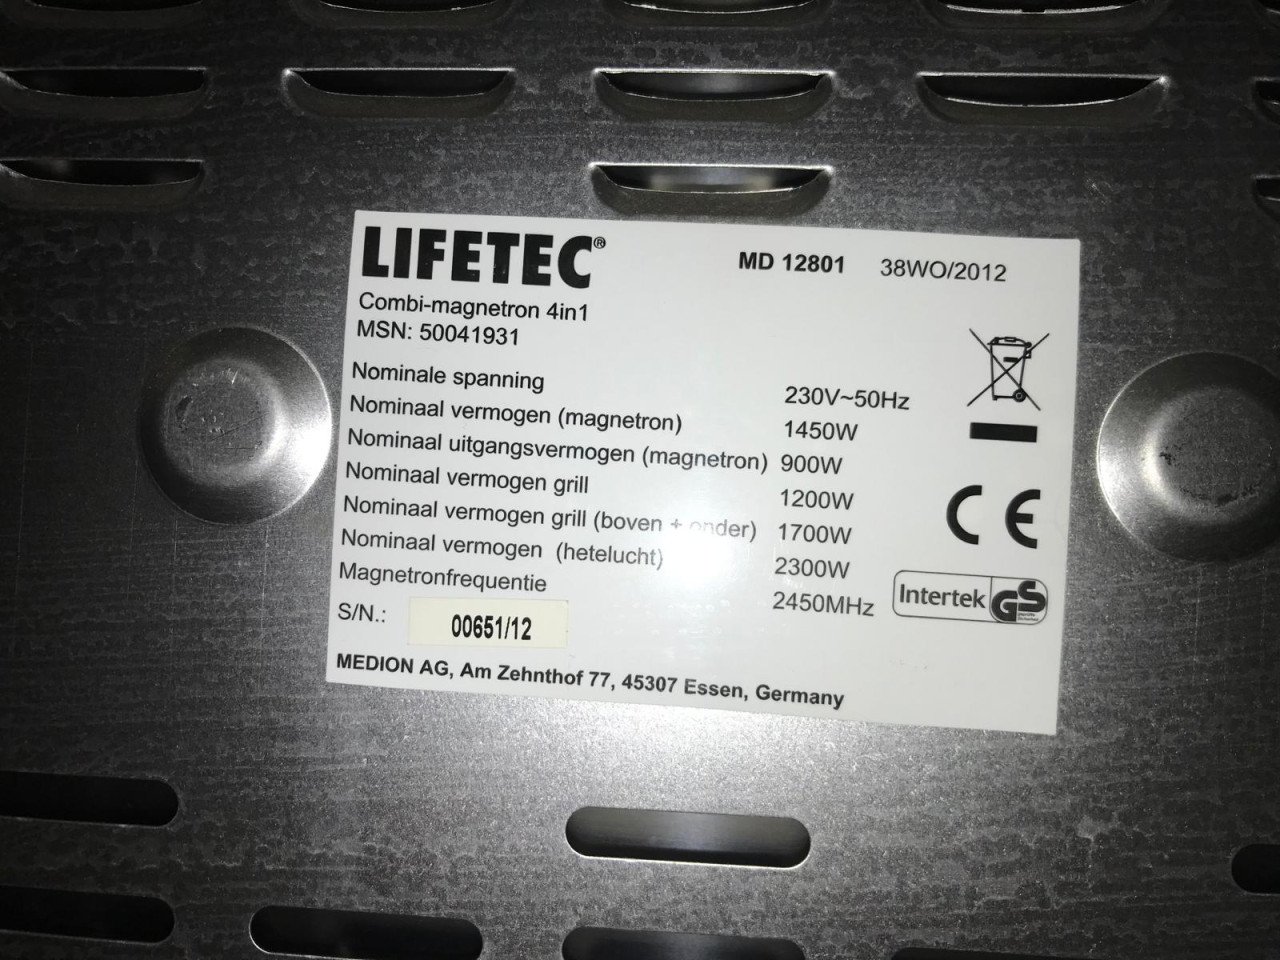 LIFETEC®
MD 12801 38WO/2012
Combi-magnetron 4in1
MSN: 50041931
Nominale spanning 230V~50Hz
Nominaal vermogen (magnetron) 1450W
Nominaal uitgangsvermogen (magnetron) 900W
Nominaal vermogen grill 1200W
Nominaal vermogen grill (boven + onder) 1700W
Nominaal vermogen (hetelucht) 2300W
Magnetronfrequentie 2450MHz
S/N.: 00651/12
MEDION AG, Am Zehnthof 77, 45307 Essen, Germany
CE
Intertek GS